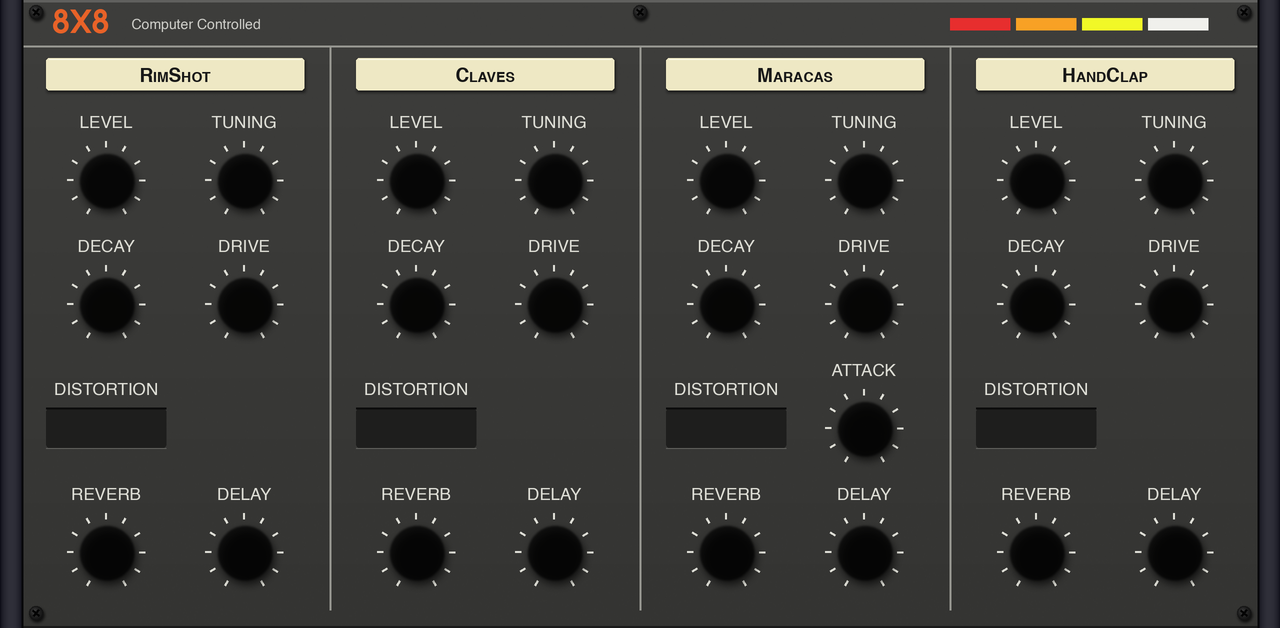 8X8 Computer Controlled
RimShot Claves Maracas HandClap
LEVEL TUNING LEVEL TUNING LEVEL TUNING LEVEL TUNING
DECAY DRIVE DECAY DRIVE DECAY DRIVE DECAY DRIVE
ATTACK
DISTORTION DISTORTION DISTORTION DISTORTION
REVERB DELAY REVERB DELAY REVERB DELAY REVERB DELAY